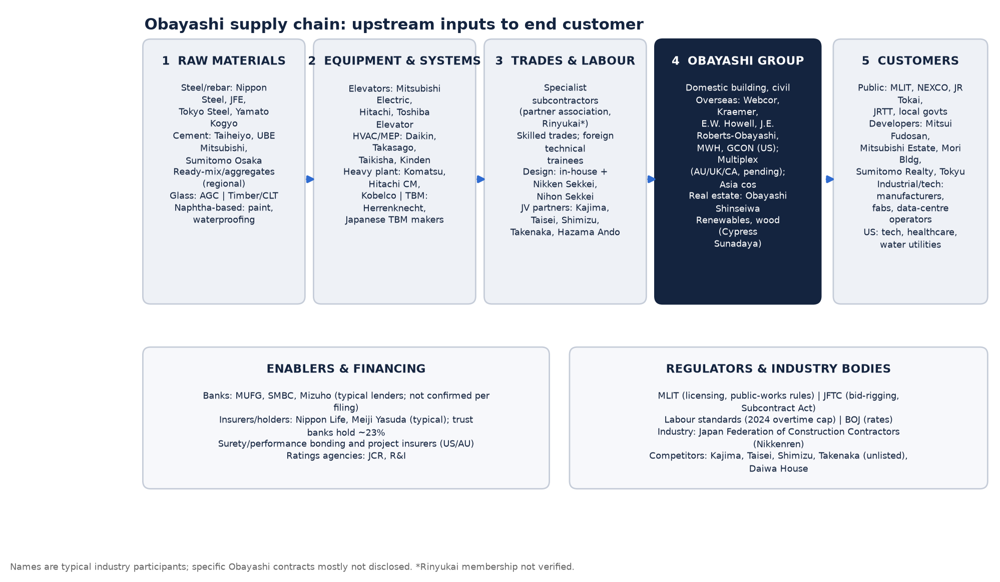 Obayashi supply chain: upstream inputs to end customer
1 RAW MATERIALS
Steel/rebar: Nippon
Steel, JFE,
Tokyo Steel, Yamato
Kogyo
Cement: Taiheiyo, UBE
Mitsubishi,
Sumitomo Osaka
Ready-mix/aggregates
(regional)
Glass: AGC | Timber/CLT
Naphtha-based: paint,
waterproofing
2 EQUIPMENT & SYSTEMS
Elevators: Mitsubishi
Electric,
Hitachi, Toshiba
Elevator
HVAC/MEP: Daikin,
Takasago,
Taikisha, Kinden
Heavy plant: Komatsu,
Hitachi CM,
Kobelco | TBM:
Herrenknecht,
Japanese TBM makers
3 TRADES & LABOUR
Specialist
subcontractors
(partner association,
Rinyukai*)
Skilled trades; foreign
technical
trainees
Design: in-house +
Nikken Sekkei,
Nihon Sekkei
JV partners: Kajima,
Taisei, Shimizu,
Takenaka, Hazama Ando
4 OBAYASHI GROUP
Domestic building, civil
Overseas: Webcor,
Kraemer,
E.W. Howell, J.E.
Roberts-Obayashi,
MWH, GCON (US);
Multiplex
(AU/UK/CA, pending);
Asia cos
Real estate: Obayashi
Shinseiwa
Renewables, wood
(Cypress
Sunadaya)
5 CUSTOMERS
Public: MLIT, NEXCO, JR
Tokai,
JRTT, local govts
Developers: Mitsui
Fudosan,
Mitsubishi Estate, Mori
Bldg,
Sumitomo Realty, Tokyu
Industrial/tech:
manufacturers,
fabs, data-centre
operators
US: tech, healthcare,
water utilities
ENABLERS & FINANCING
Banks: MUFG, SMBC, Mizuho (typical lenders; not confirmed per
filing)
Insurers/holders: Nippon Life, Meiji Yasuda (typical); trust
banks hold ~23%
Surety/performance bonding and project insurers (US/AU)
Ratings agencies: JCR, R&I
REGULATORS & INDUSTRY BODIES
MLIT (licensing, public-works rules) | JFTC (bid-rigging,
Subcontract Act)
Labour standards (2024 overtime cap) | BOJ (rates)
Industry: Japan Federation of Construction Contractors
(Nikkenren)
Competitors: Kajima, Taisei, Shimizu, Takenaka (unlisted),
Daiwa House
Names are typical industry participants; specific Obayashi contracts mostly not disclosed. *Rinyukai membership not verified.